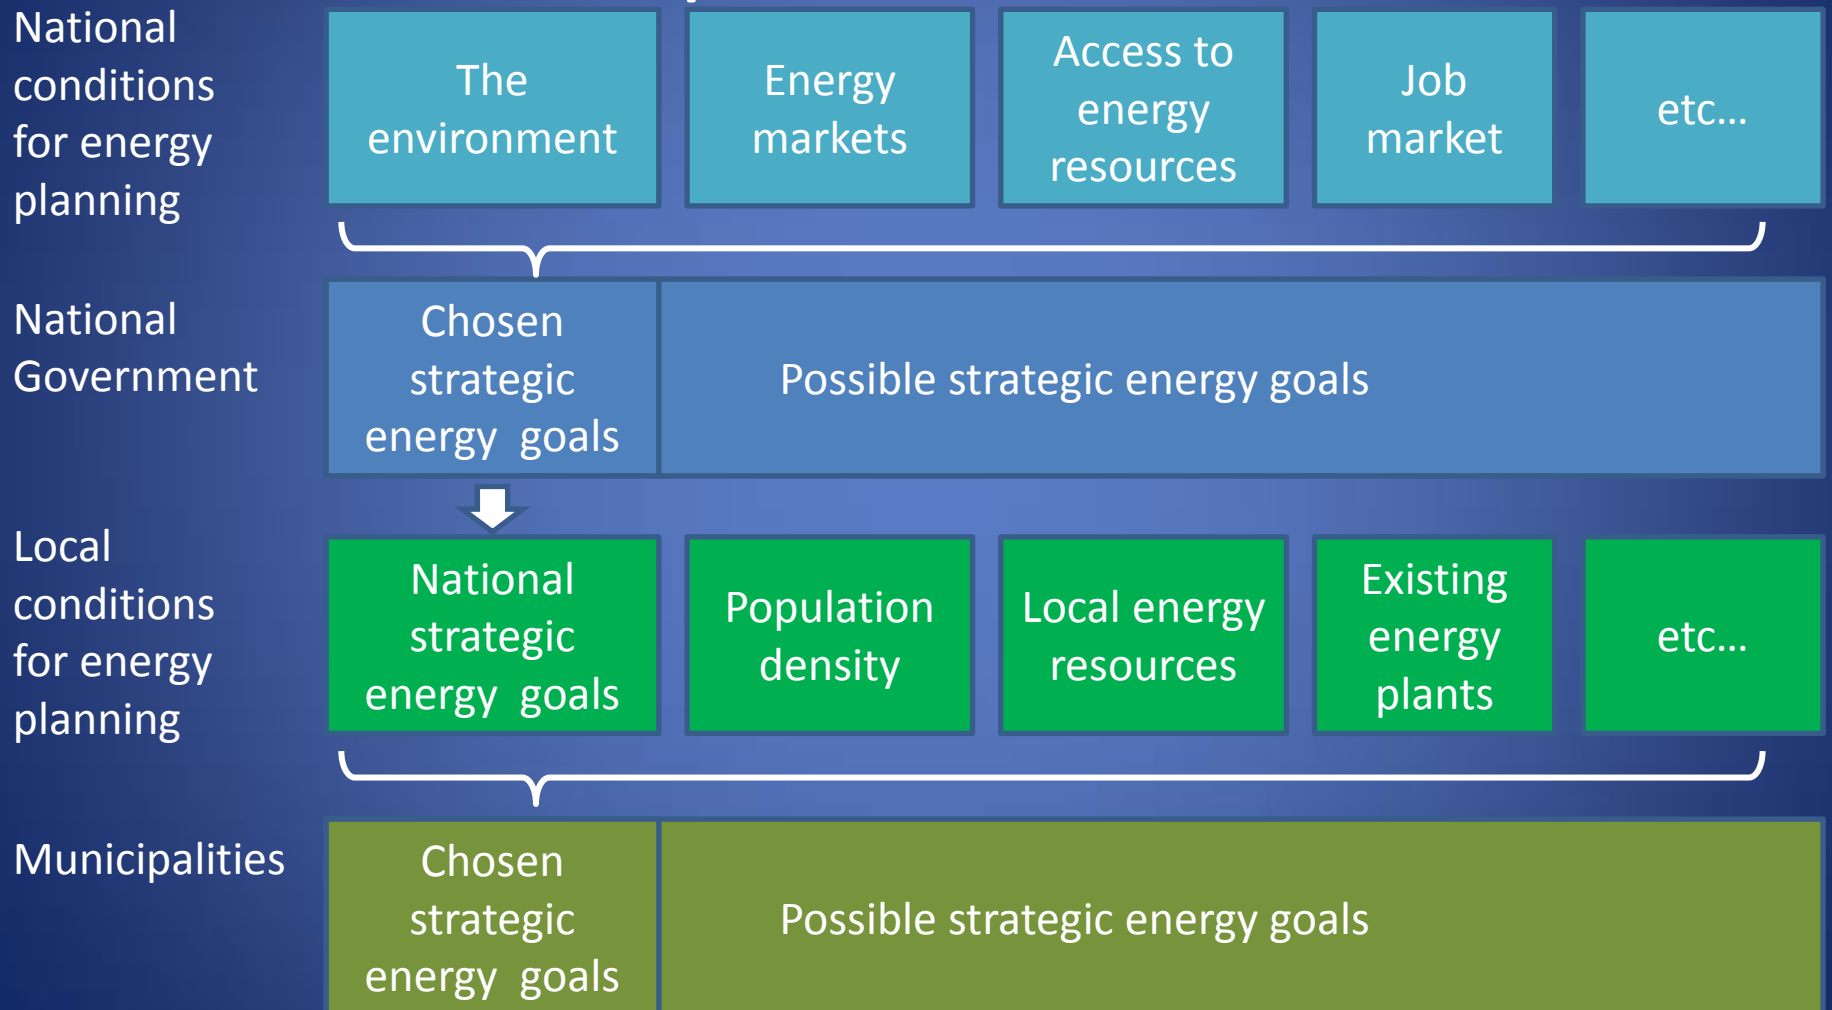 National
conditions
for energy
planning
The
environment
Energy
markets
Access to
energy
resources
Job
market
etc...
National
Government
Chosen
strategic
energy  goals
Possible strategic energy goals
Local
conditions
for energy
planning
National
strategic
energy  goals
Population
density
Local energy
resources
Existing
energy
plants
etc...
Municipalities
Chosen
strategic
energy  goals
Possible strategic energy goals